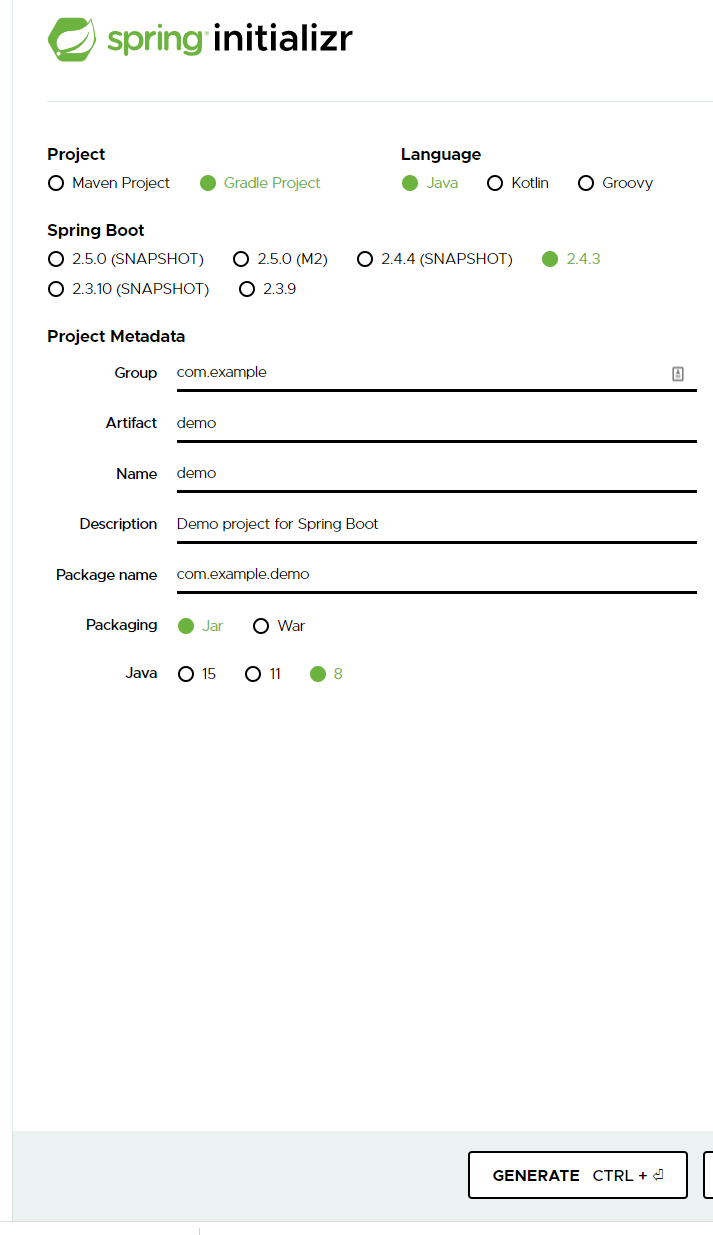 spring initializr
Project
Language
Maven Project Gradle Project
Java Kotlin Groovy
Spring Boot
2.5.0 (SNAPSHOT) 2.5.0 (M2) 2.4.4 (SNAPSHOT) 2.4.3
2.3.10 (SNAPSHOT) 2.3.9
Project Metadata
Group com.example
Artifact demo
Name demo
Description Demo project for Spring Boot
Package name com.example.demo
Packaging Jar War
Java 15 11 8
GENERATE CTRL + ⏎